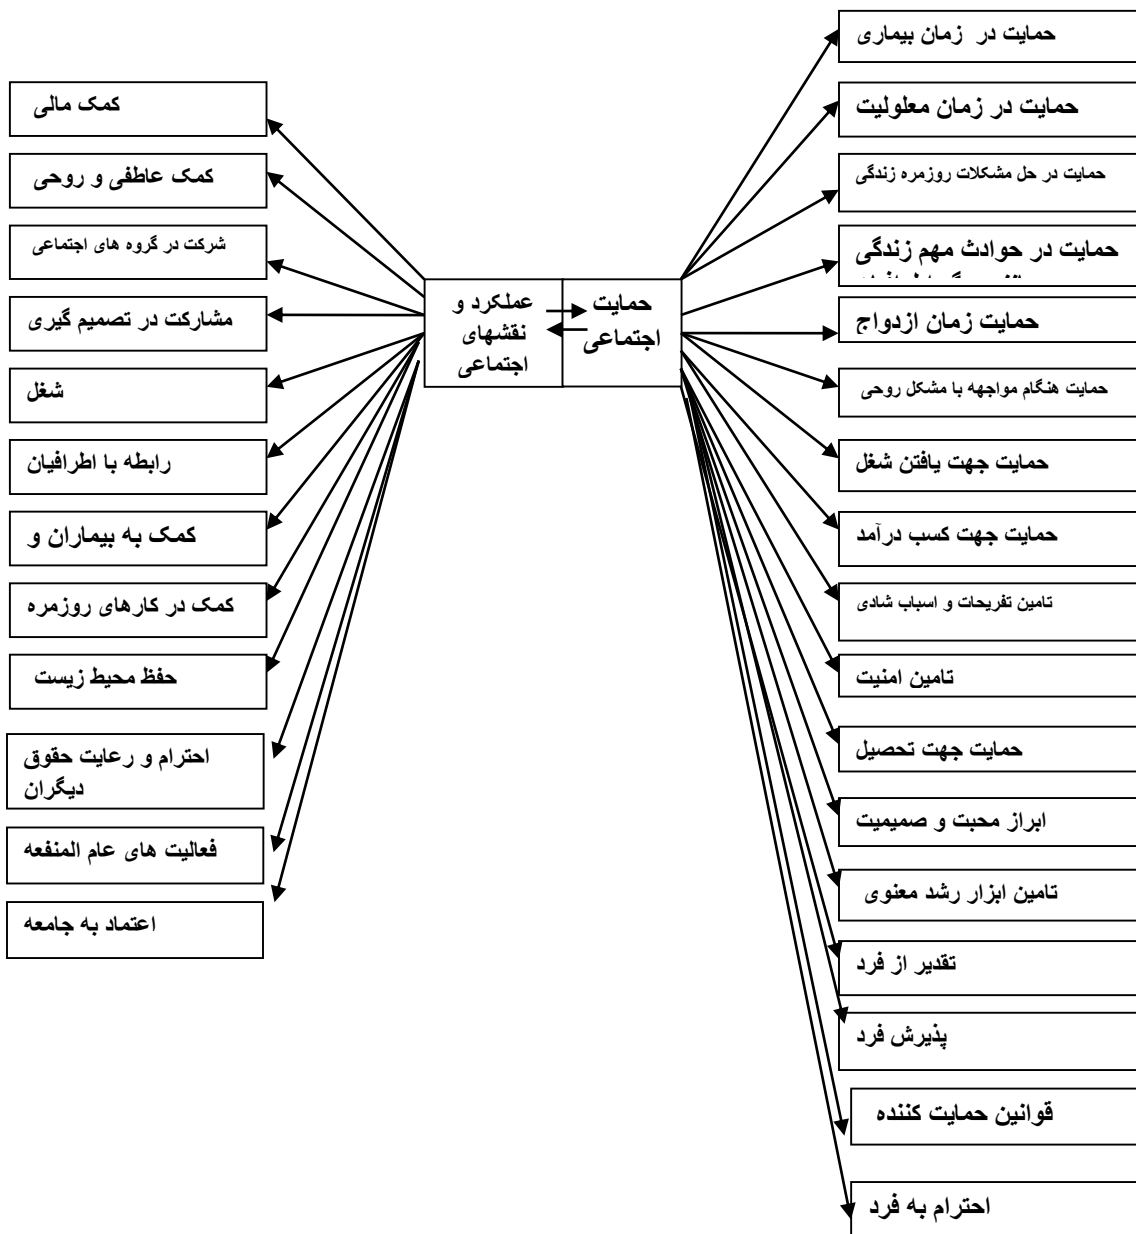 حمایت در زمان بیماری
حمایت در زمان معلولیت
حمایت در حل مشکلات روزمره زندگی
حمایت در حوادث مهم زندگی
حمایت زمان ازدواج
حمایت هنگام مواجهه با مشکل روحی
حمایت جهت یافتن شغل
حمایت جهت کسب درآمد
تامین تفریحات و اسباب شادی
تامین امنیت
حمایت جهت تحصیل
ابراز محبت و صمیمیت
تامین ابزار رشد معنوی
تقدیر از فرد
پذیرش فرد
قوانین حمایت کننده
احترام به فرد
حمایت
اجتماعی
عملکرد و
نقشهای
اجتماعی
کمک مالی
کمک عاطفی و روحی
شرکت در گروه های اجتماعی
مشارکت در تصمیم گیری
شغل
رابطه با اطرافیان
کمک به بیماران و
کمک در کارهای روزمره
حفظ محیط زیست
احترام و رعایت حقوق
دیگران
فعالیت های عام المنفعه
اعتماد به جامعه